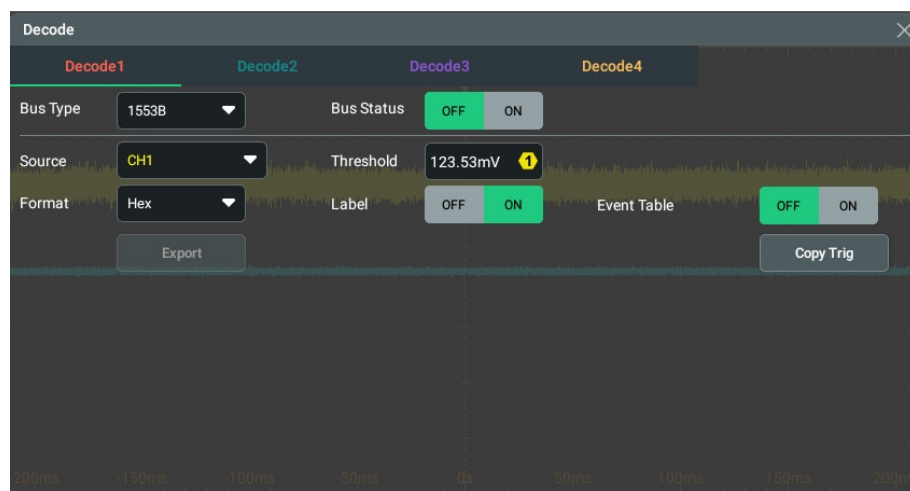 Decode
Decode1 Decode2 Decode3 Decode4
Bus Type 1553B Bus Status OFF ON
Source CH1 Threshold 123.53mV 1
Format Hex Label OFF ON Event Table OFF ON
Export Copy Trig
-200ms -150ms -100ms -50ms 0s 50ms 100ms 150ms 200m